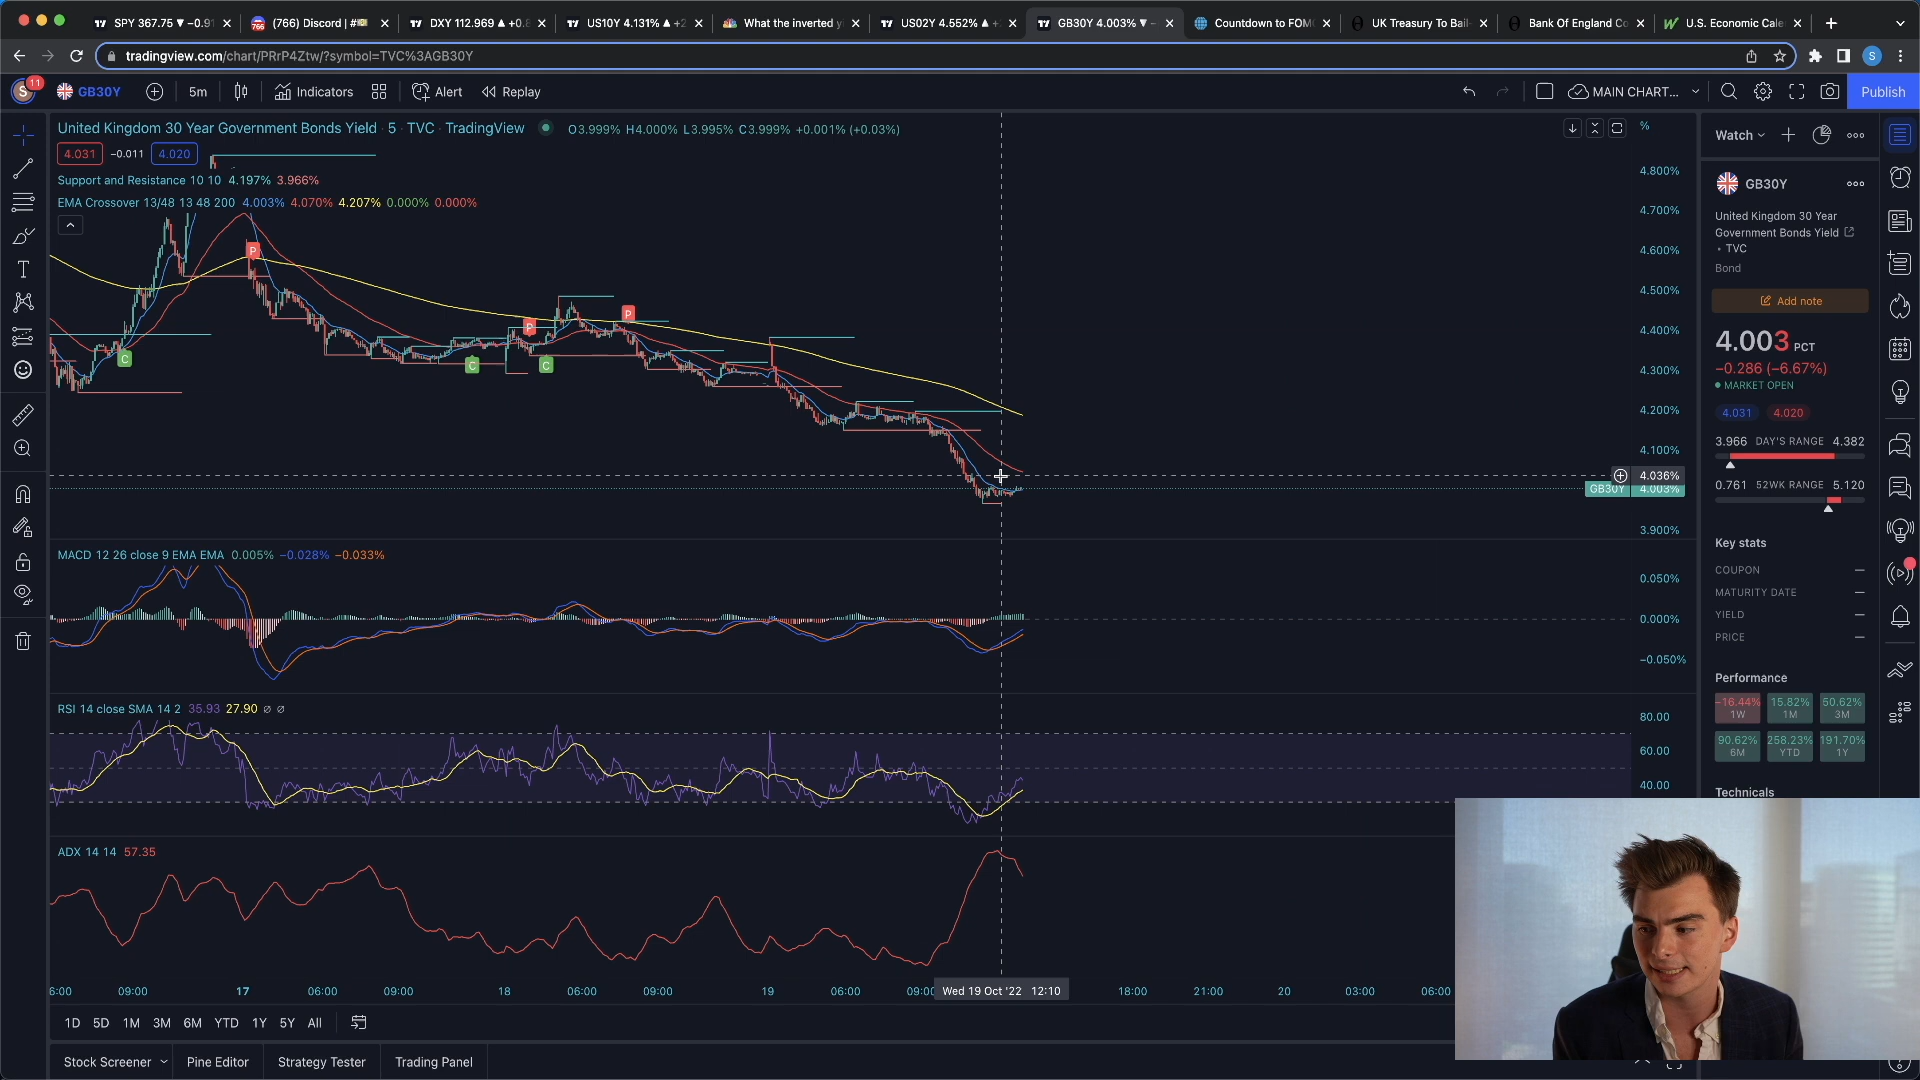 SPY 367.75 ▼ −0.91
(766) Discord | #
DXY 112.969 ▲ +0.8
US10Y 4.131% ▲ +2
What the inverted y
US02Y 4.552% ▲ +
GB30Y 4.003% ▼ −
Countdown to FOM
UK Treasury To Bail
Bank Of England Co
U.S. Economic Cale
tradingview.com/chart/PRrP4Ztw/?symbol=TVC%3AGB30Y
S
S 11 GB30Y 5m Indicators Alert Replay MAIN CHART... Publish
United Kingdom 30 Year Government Bonds Yield · 5 · TVC · TradingView O3.999% H4.000% L3.995% C3.999% +0.001% (+0.03%)
4.031 −0.011 4.020
Support and Resistance 10 10 4.197% 3.966%
EMA Crossover 13/48 13 48 200 4.003% 4.070% 4.207% 0.000% 0.000%
P
P
P
C
C
C
%
4.800%
4.700%
4.600%
4.500%
4.400%
4.300%
4.200%
4.100%
4.036%
GB30Y 4.003%
3.900%
MACD 12 26 close 9 EMA EMA 0.005% −0.028% −0.033%
0.050%
0.000%
−0.050%
RSI 14 close SMA 14 2 35.93 27.90 ∅ ∅
80.00
60.00
40.00
ADX 14 14 57.35
6:00 09:00 17 06:00 09:00 18 06:00 09:00 19 06:00 09:00 Wed 19 Oct '22 12:10 18:00 21:00 20 03:00 06:00
1D 5D 1M 3M 6M YTD 1Y 5Y All
Stock Screener Pine Editor Strategy Tester Trading Panel
Watch
GB30Y
United Kingdom 30 Year
Government Bonds Yield
• TVC
Bond
Add note
4.003 PCT
−0.286 (−6.67%)
MARKET OPEN
4.031 4.020
3.966 DAY'S RANGE 4.382
0.761 52WK RANGE 5.120
Key stats
COUPON —
MATURITY DATE —
YIELD —
PRICE —
Performance
−16.44% 15.82% 50.62%
1W 1M 3M
90.62% 258.23% 191.70%
6M YTD 1Y
Technicals